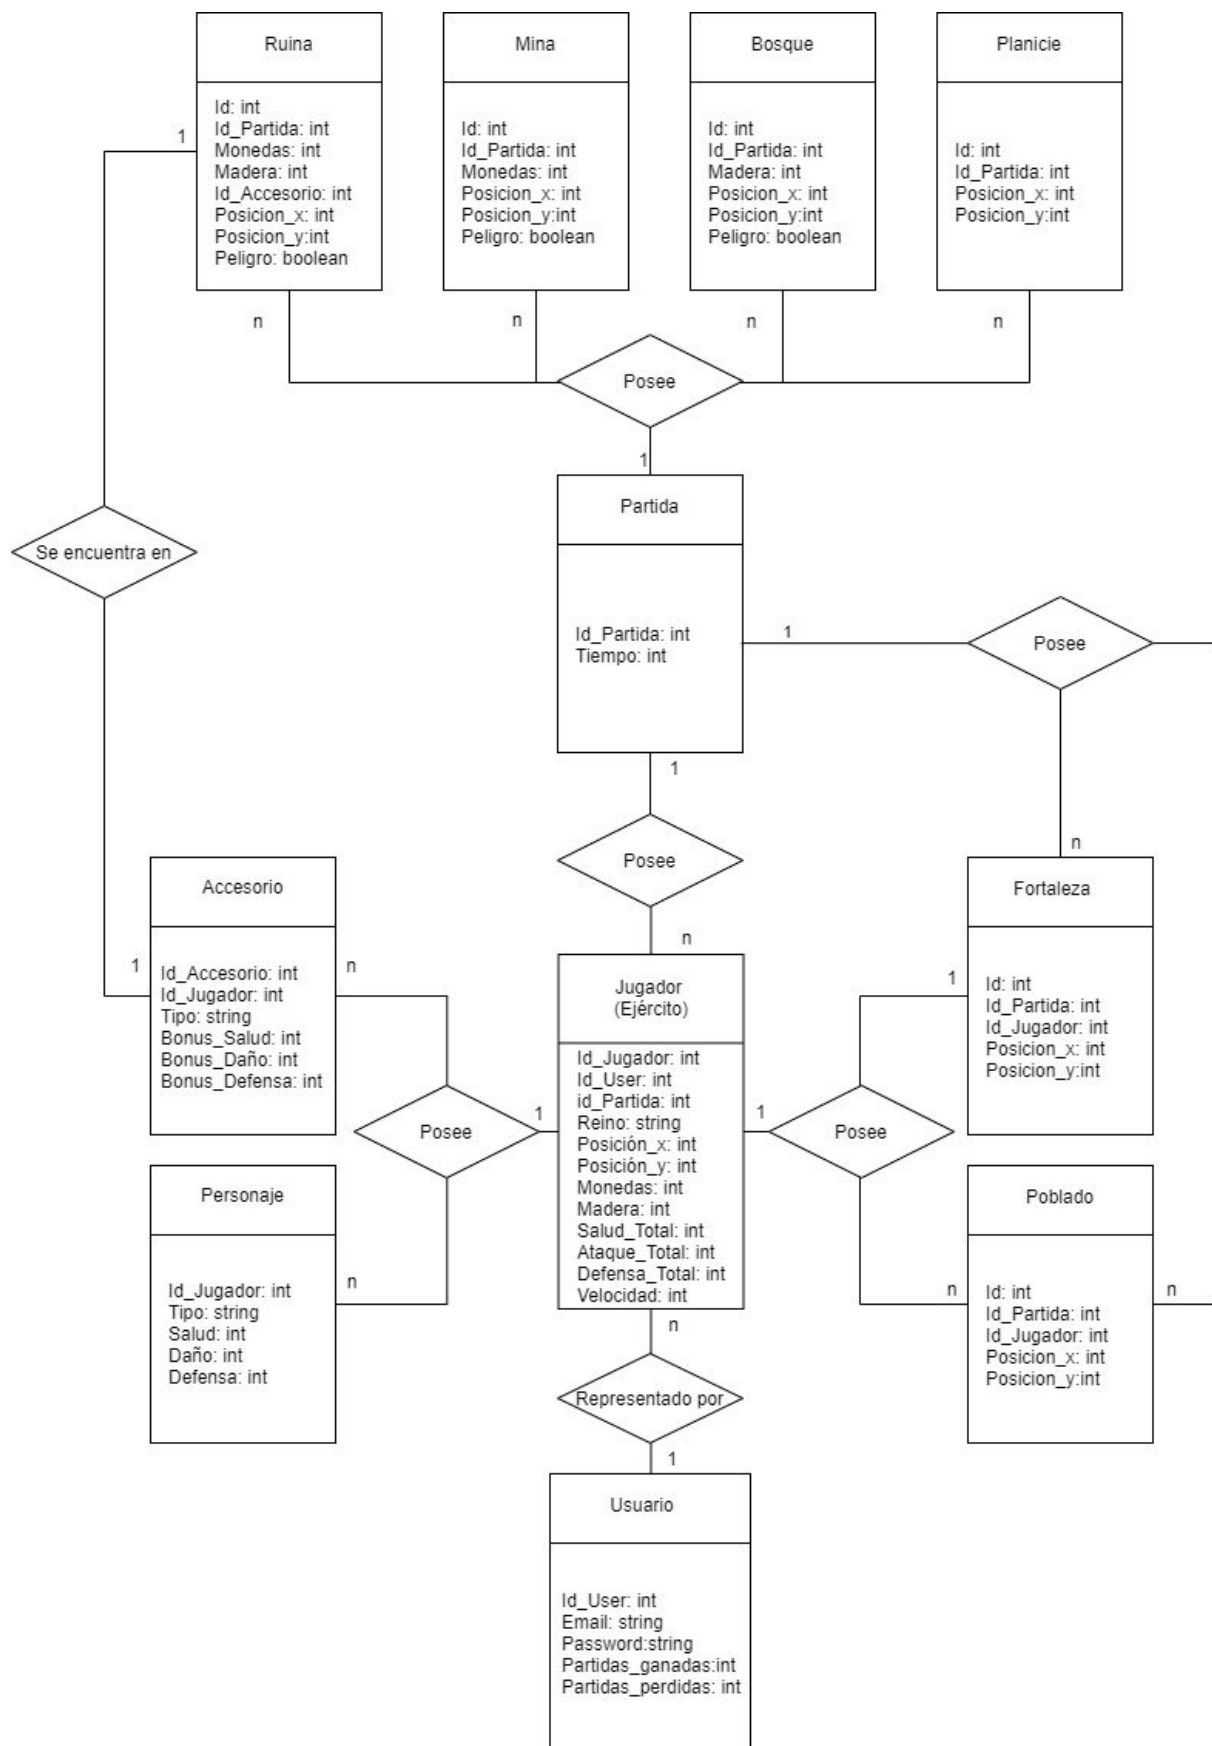 Ruina
Id: int
Id_Partida: int
Monedas: int
Madera: int
Id_Accesorio: int
Posicion_x: int
Posicion_y:int
Peligro: boolean
Mina
Id: int
Id_Partida: int
Monedas: int
Posicion_x: int
Posicion_y:int
Peligro: boolean
Bosque
Id: int
Id_Partida: int
Madera: int
Posicion_x: int
Posicion_y:int
Peligro: boolean
Planicie
Id: int
Id_Partida: int
Posicion_x: int
Posicion_y:int
1
n
n
n
n
Posee
1
Partida
Id_Partida: int
Tiempo: int
Se encuentra en
1
Posee
1
Posee
n
n
Accesorio
Id_Accesorio: int
Id_Jugador: int
Tipo: string
Bonus_Salud: int
Bonus_Daño: int
Bonus_Defensa: int
1
n
Jugador
(Ejército)
Id_Jugador: int
Id_User: int
id_Partida: int
Reino: string
Posición_x: int
Posición_y: int
Monedas: int
Madera: int
Salud_Total: int
Ataque_Total: int
Defensa_Total: int
Velocidad: int
Fortaleza
Id: int
Id_Partida: int
Id_Jugador: int
Posicion_x: int
Posicion_y:int
1
Posee
1
1
Posee
Personaje
Id_Jugador: int
Tipo: string
Salud: int
Daño: int
Defensa: int
n
Poblado
Id: int
Id_Partida: int
Id_Jugador: int
Posicion_x: int
Posicion_y:int
n
n
n
Representado por
1
Usuario
Id_User: int
Email: string
Password:string
Partidas_ganadas:int
Partidas_perdidas: int